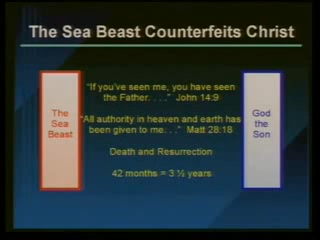 The Sea Beast Counterfeits Christ
"If you've seen me, you have seen
the Father. . . ." John 14:9
"All authority in heaven and earth has
been given to me. . ." Matt 28:18
Death and Resurrection
42 months = 3 ½ years
The
Sea
Beast
God
the
Son